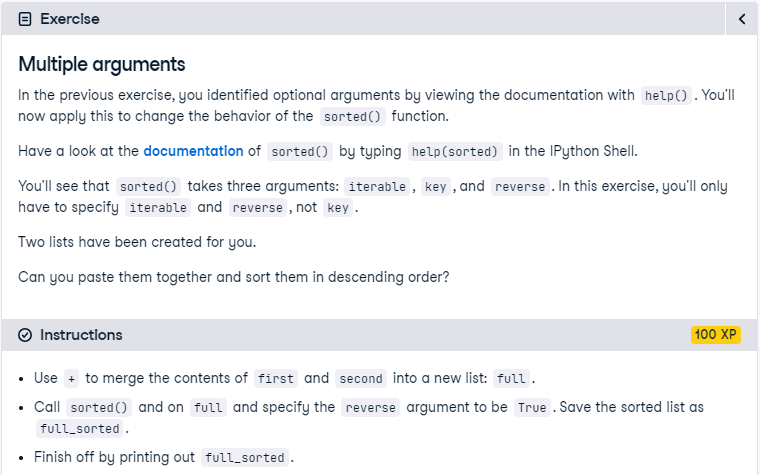 Exercise
Multiple arguments
In the previous exercise, you identified optional arguments by viewing the documentation with help() . You'll
now apply this to change the behavior of the sorted() function.
Have a look at the documentation of sorted() by typing help(sorted) in the IPython Shell.
You'll see that sorted() takes three arguments: iterable , key , and reverse . In this exercise, you'll only
have to specify iterable and reverse , not key .
Two lists have been created for you.
Can you paste them together and sort them in descending order?
Instructions 100 XP
• Use + to merge the contents of first and second into a new list: full .
• Call sorted() and on full and specify the reverse argument to be True . Save the sorted list as
full_sorted .
• Finish off by printing out full_sorted .